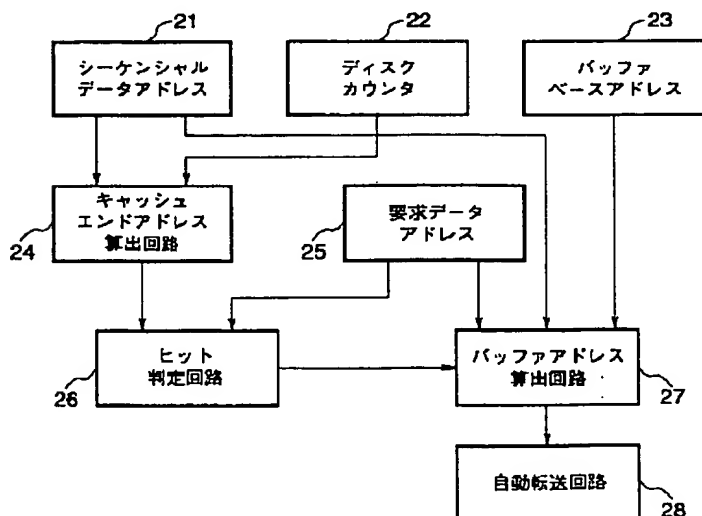 21
22
23
シーケンシャル
データアドレス
ディスク
カウンタ
バッファ
ベースアドレス
キャッシュ
エンドアドレス
算出回路
24
要求データ
アドレス
25
ヒット
判定回路
26
バッファアドレス
算出回路
27
自動転送回路
28